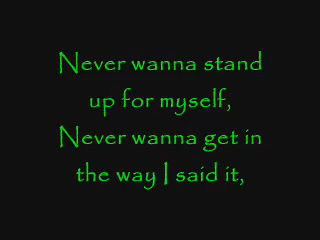 Never wanna stand
up for myself,
Never wanna get in
the way I said it,